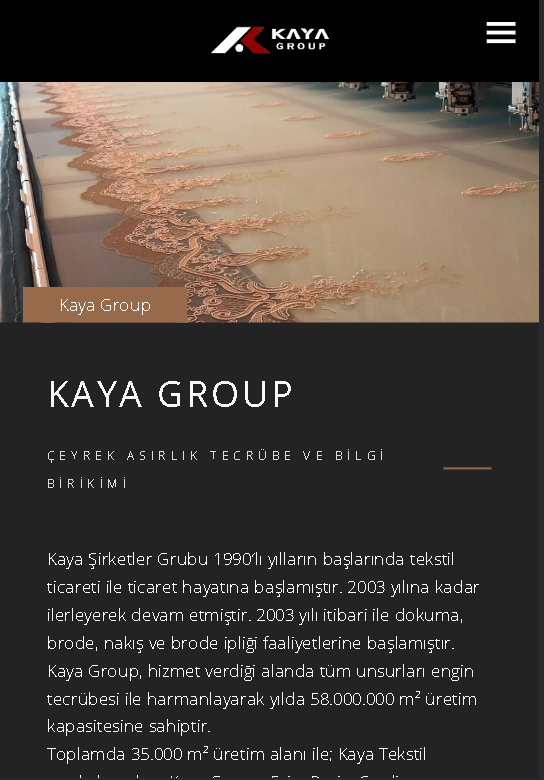 KAYA
GROUP
Kaya Group
KAYA GROUP
ÇEYREK ASIRLIK TECRÜBE VE BİLGİ
BİRİKİMİ
Kaya Şirketler Grubu 1990'lı yılların başlarında tekstil
ticareti ile ticaret hayatına başlamıştır. 2003 yılına kadar
ilerleyerek devam etmiştir. 2003 yılı itibari ile dokuma,
brode, nakış ve brode ipliği faaliyetlerine başlamıştır.
Kaya Group, hizmet verdiği alanda tüm unsurları engin
tecrübesi ile harmanlayarak yılda 58.000.000 m² üretim
kapasitesine sahiptir.
Toplamda 35.000 m² üretim alanı ile; Kaya Tekstil